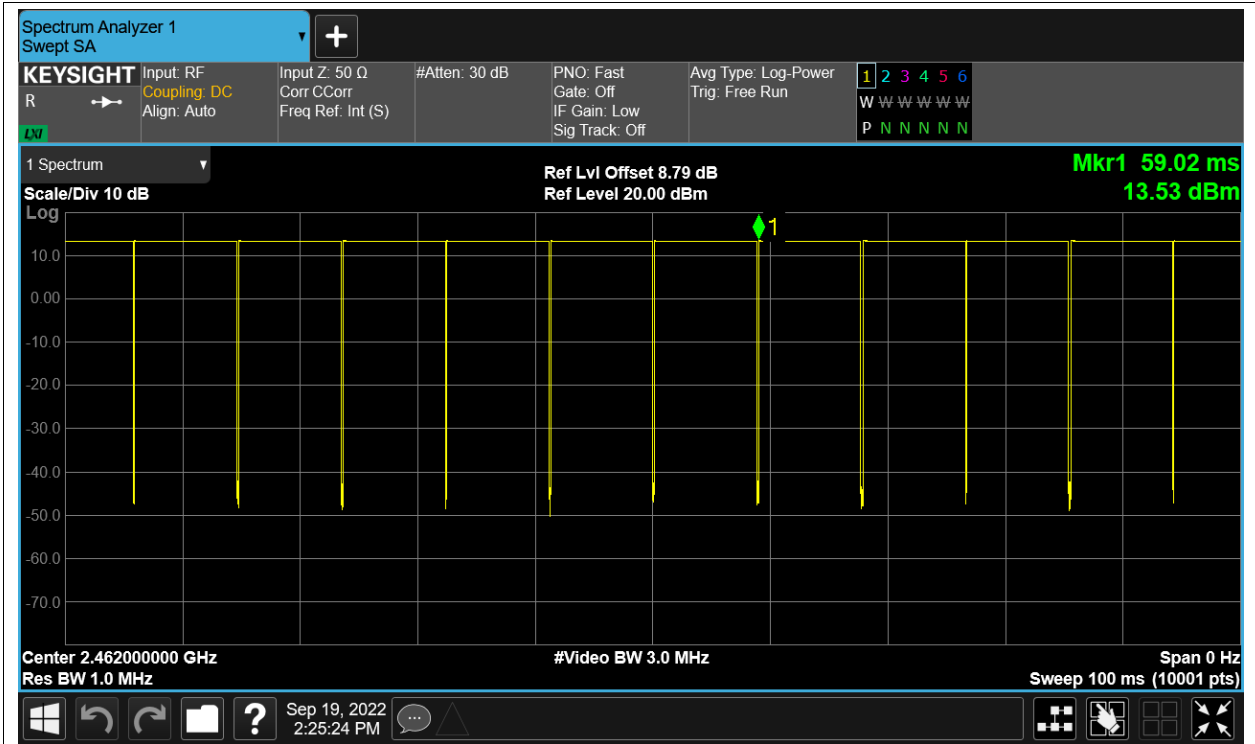 Spectrum Analyzer 1
Swept SA
+
KEYSIGHT
R
LXI
Input: RF
Coupling: DC
Align: Auto
Input Z: 50 Ω
Corr CCorr
Freq Ref: Int (S)
#Atten: 30 dB
PNO: Fast
Gate: Off
IF Gain: Low
Sig Track: Off
Avg Type: Log-Power
Trig: Free Run
1 2 3 4 5 6
W W W W W W
P N N N N N
1 Spectrum
Scale/Div 10 dB
Log
Ref Lvl Offset 8.79 dB
Ref Level 20.00 dBm
Mkr1 59.02 ms
13.53 dBm
1
10.0
0.00
-10.0
-20.0
-30.0
-40.0
-50.0
-60.0
-70.0
Center 2.462000000 GHz
Res BW 1.0 MHz
#Video BW 3.0 MHz
Span 0 Hz
Sweep 100 ms (10001 pts)
?
Sep 19, 2022
2:25:24 PM